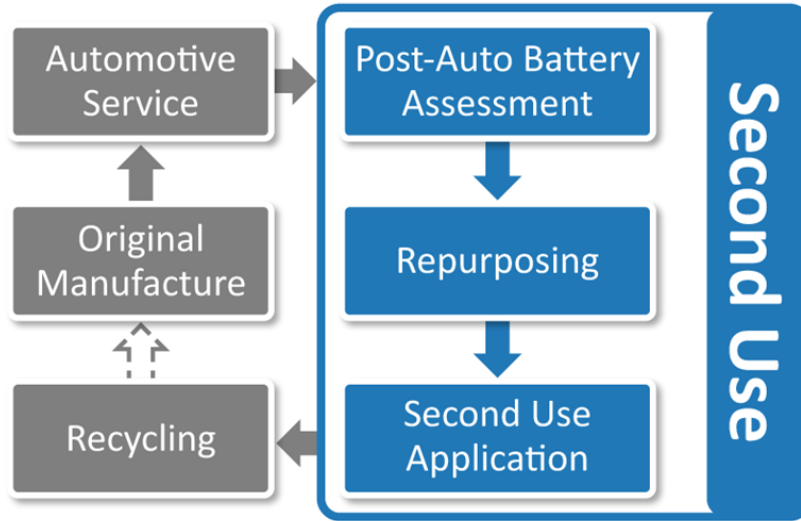 Automotive
Service
Post-Auto Battery
Assessment
Original
Manufacture
Repurposing
Recycling
Second Use
Application
Second Use